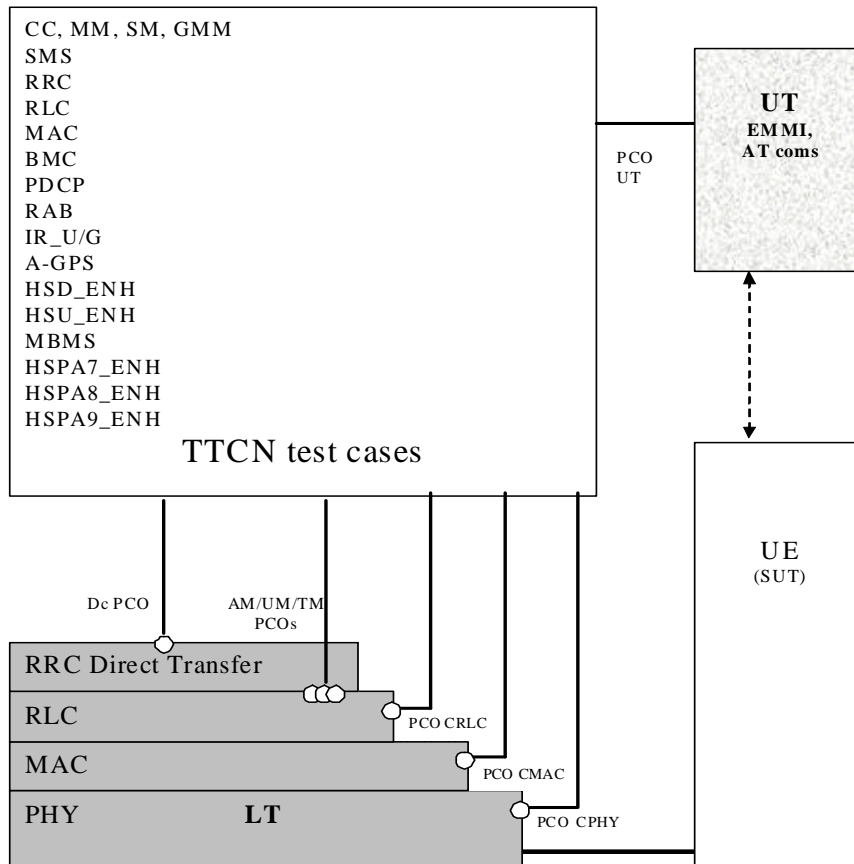 CC, MM, SM, GMM
SMS
RRC
RLC
MAC
BMC
PDCP
RAB
IR_U/G
A-GPS
HSD_ENH
HSU_ENH
MBMS
HSPA7_ENH
HSPA8_ENH
HSPA9_ENH
TTCN test cases
PCO
UT
UT
EMMI,
AT coms
UE
(SUT)
Dc PCO
AM/UM/TM
PCOs
RRC Direct Transfer
RLC
PCO CRLC
MAC
PCO CMAC
PHY LT
PCO CPHY